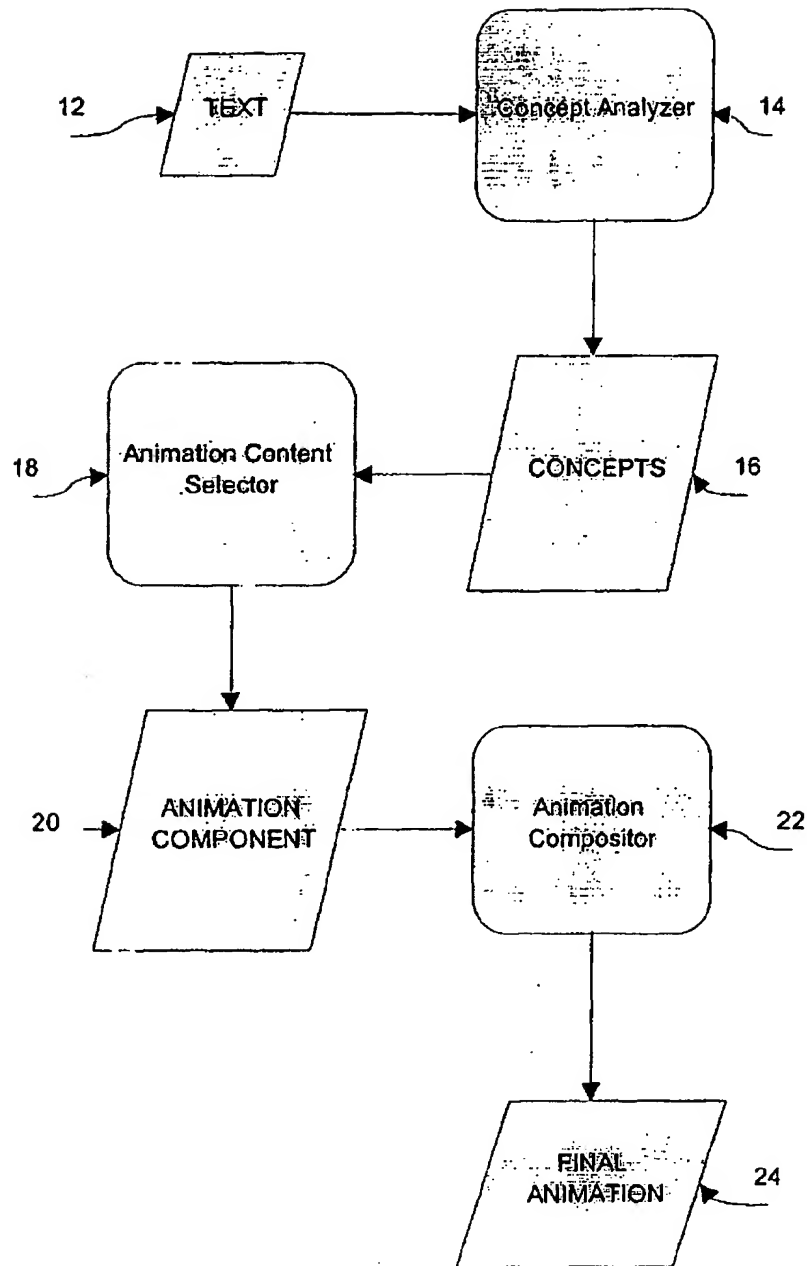 12
TEXT
Concept Analyzer
14
18
Animation Content
Selector
CONCEPTS
16
20
ANIMATION
COMPONENT
Animation
Compositor
22
FINAL
ANIMATION
24